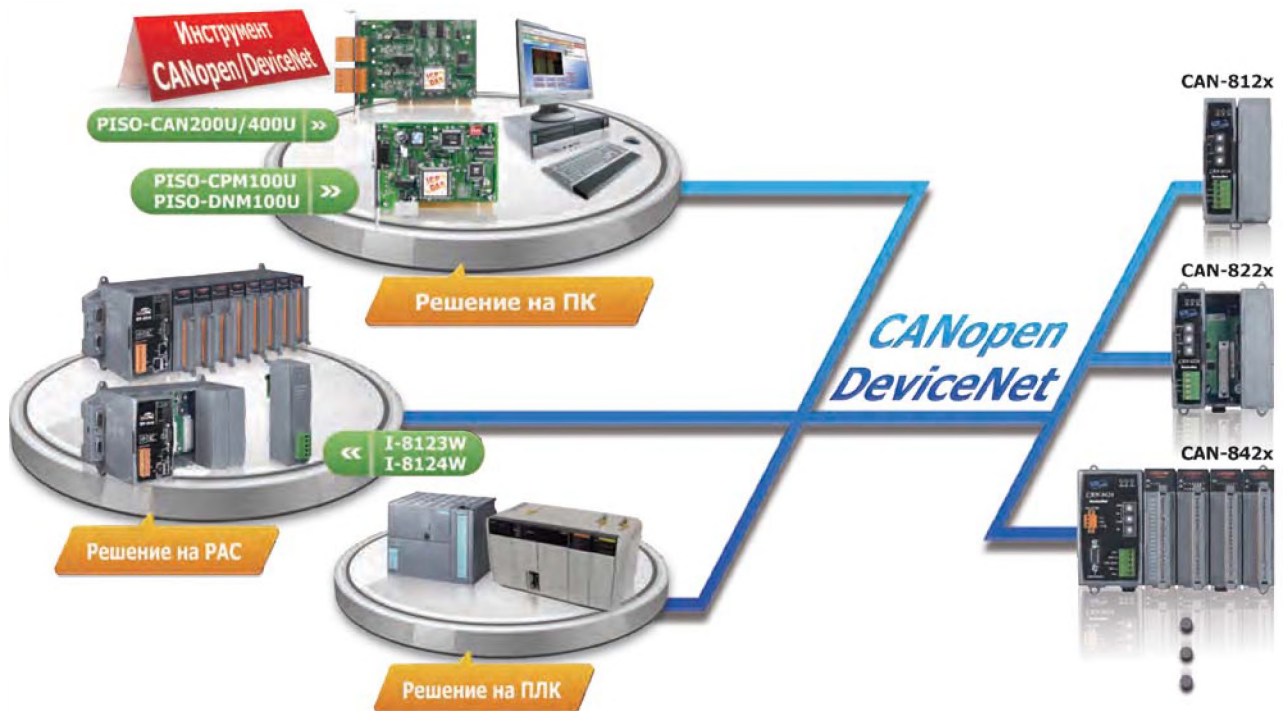 Инструмент
CANopen/DeviceNet
PISO-CAN200U/400U »
PISO-CPM100U
PISO-DNM100U »
Решение на ПК
« I-8123W
I-8124W
Решение на PAC
Решение на ПЛК
CANopen
DeviceNet
CAN-812x
CAN-822x
CAN-842x